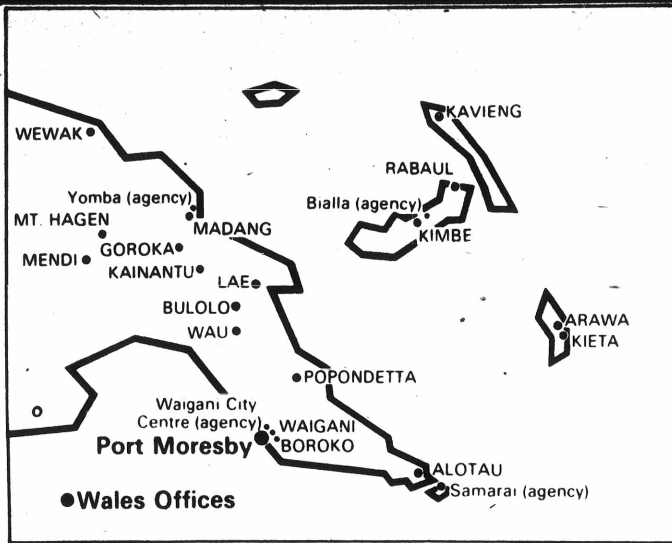 KAVIENG
WEWAK
RABAUL
Yomba (agency)
Bialla (agency)
MT. HAGEN
MADANG
KIMBE
GOROKA
MENDI
KAINANTU
LAE
BULOLO
ARAWA
WAU
KIETA
POPONDETTA
Waigani City
Centre (agency)
WAIGANI
Port Moresby
BOROKO
ALOTAU
Samarai (agency)
Wales Offices